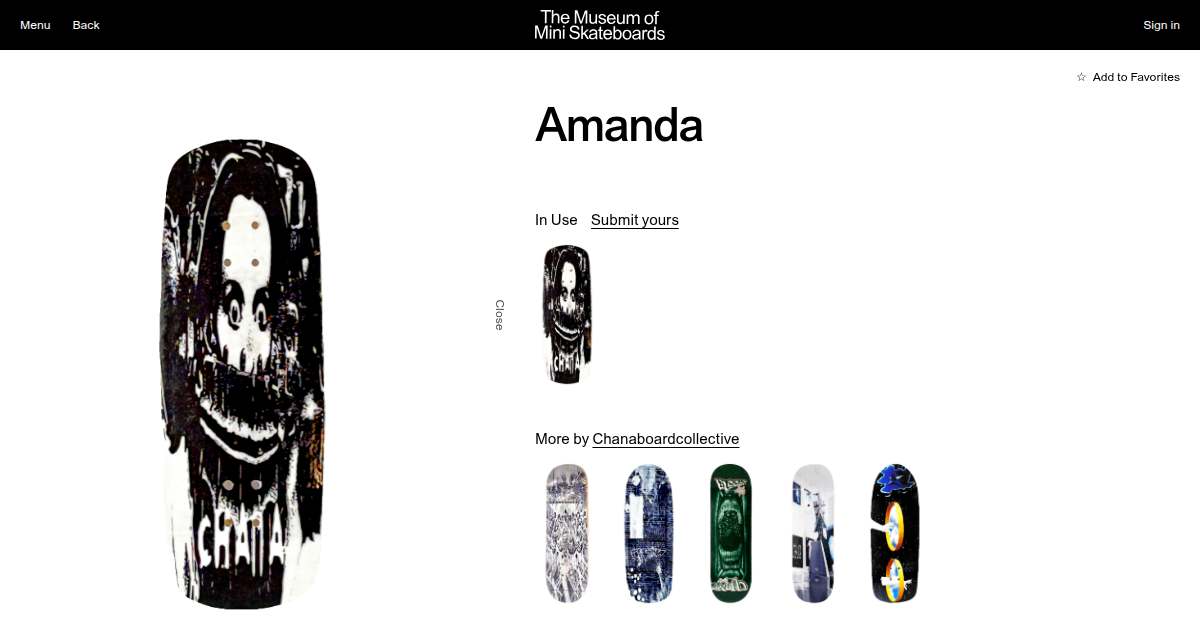 Menu Back
The Museum of
Mini Skateboards
Sign in
☆ Add to Favorites
Amanda
In Use Submit yours
Close
CHANA
CHANA
More by Chanaboardcollective